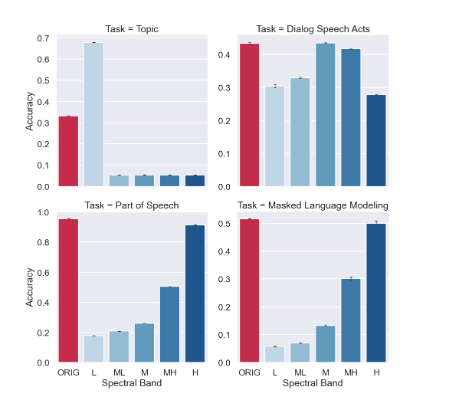 Task = Topic
Task = Dialog Speech Acts
0.7
0.6
0.5
0.4
0.3
0.2
0.1
0.0
Accuracy
0.4
0.3
0.2
0.1
0.0
Task = Part of Speech
Task = Masked Language Modeling
1.0
0.8
0.6
0.4
0.2
0.0
Accuracy
0.5
0.4
0.3
0.2
0.1
0.0
ORIG L ML M MH H
ORIG L ML M MH H
Spectral Band
Spectral Band